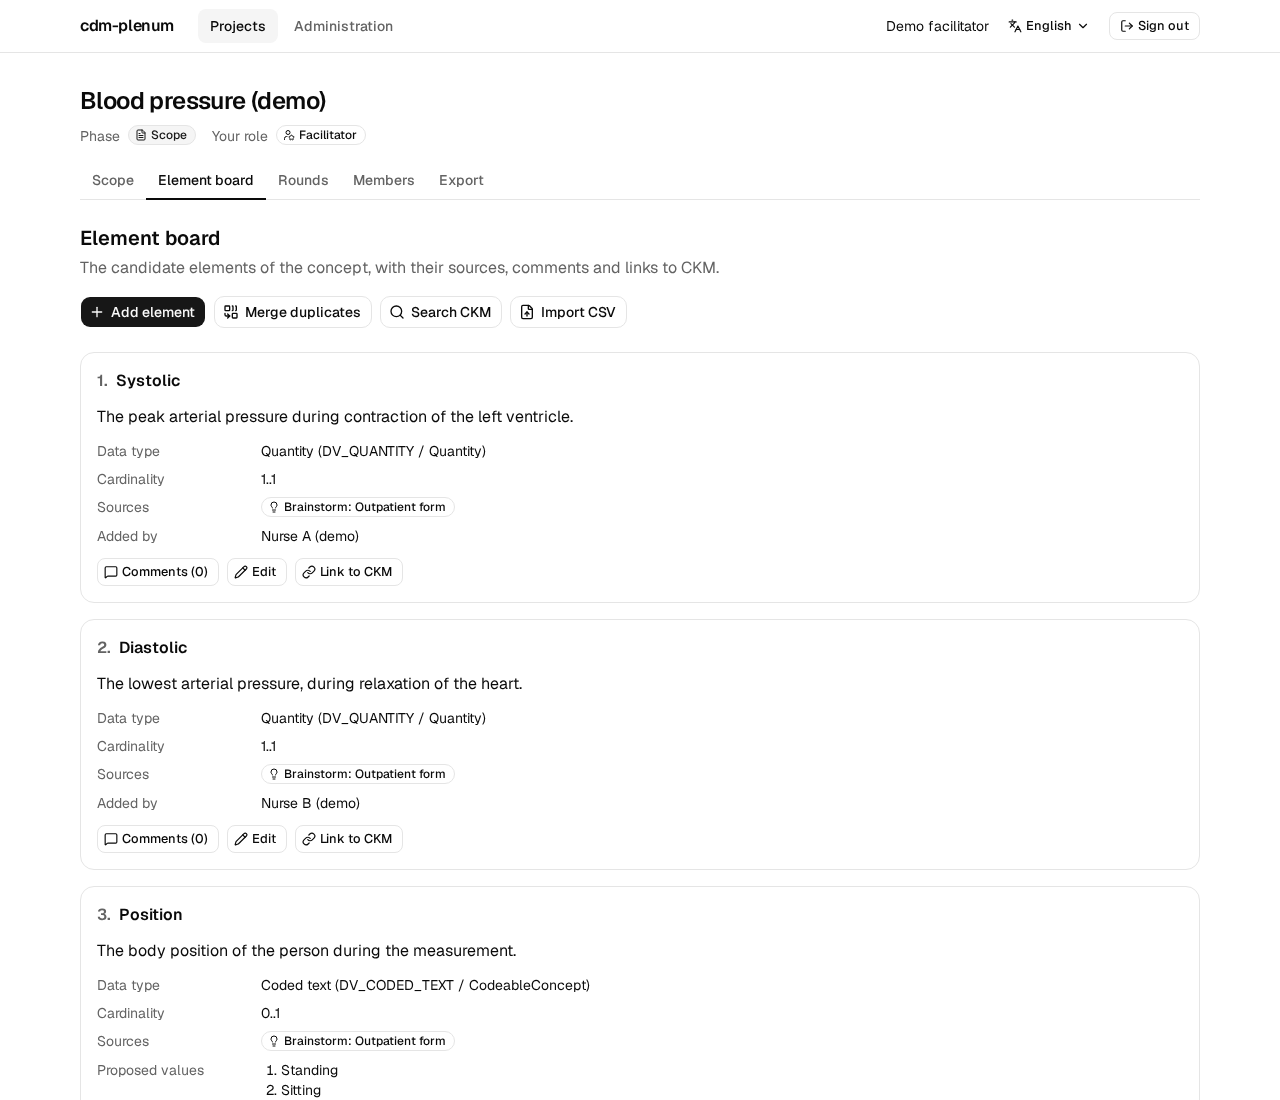 cdm-plenum Projects Administration Demo facilitator English Sign out
Blood pressure (demo)
Phase Scope Your role Facilitator
Scope Element board Rounds Members Export
Element board
The candidate elements of the concept, with their sources, comments and links to CKM.
Add element Merge duplicates Search CKM Import CSV
1. Systolic
The peak arterial pressure during contraction of the left ventricle.
Data type Quantity (DV_QUANTITY / Quantity)
Cardinality 1..1
Sources Brainstorm: Outpatient form
Added by Nurse A (demo)
Comments (0) Edit Link to CKM
2. Diastolic
The lowest arterial pressure, during relaxation of the heart.
Data type Quantity (DV_QUANTITY / Quantity)
Cardinality 1..1
Sources Brainstorm: Outpatient form
Added by Nurse B (demo)
Comments (0) Edit Link to CKM
3. Position
The body position of the person during the measurement.
Data type Coded text (DV_CODED_TEXT / CodeableConcept)
Cardinality 0..1
Sources Brainstorm: Outpatient form
Proposed values 1. Standing
2. Sitting